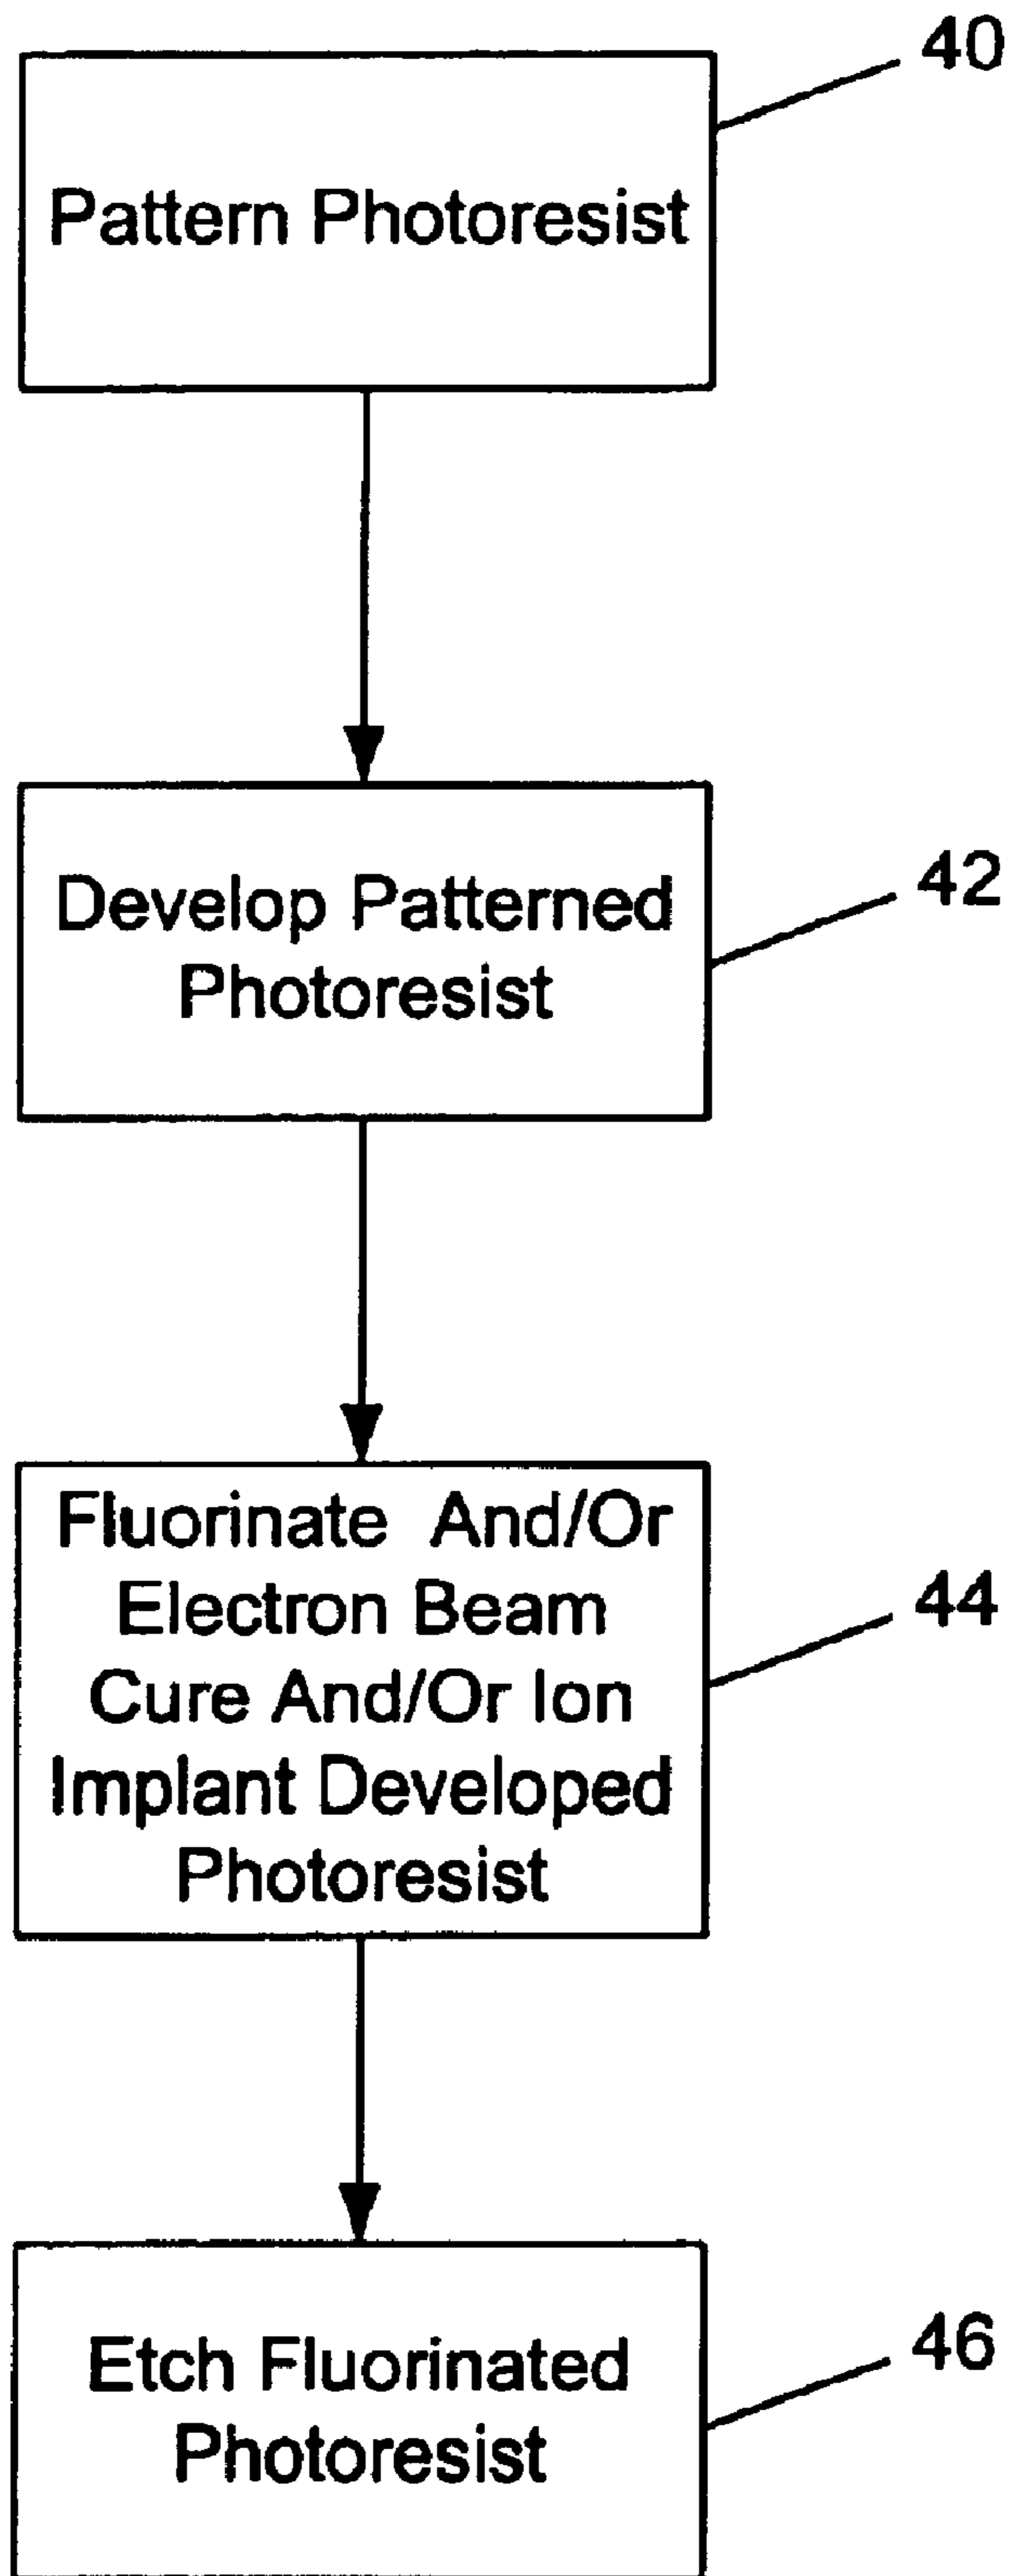 40
Pattern Photoresist
42
Develop Patterned
Photoresist
Fluorinate And/Or
Electron Beam
Cure And/Or Ion
Implant Developed
Photoresist
44
Etch Fluorinated
Photoresist
46